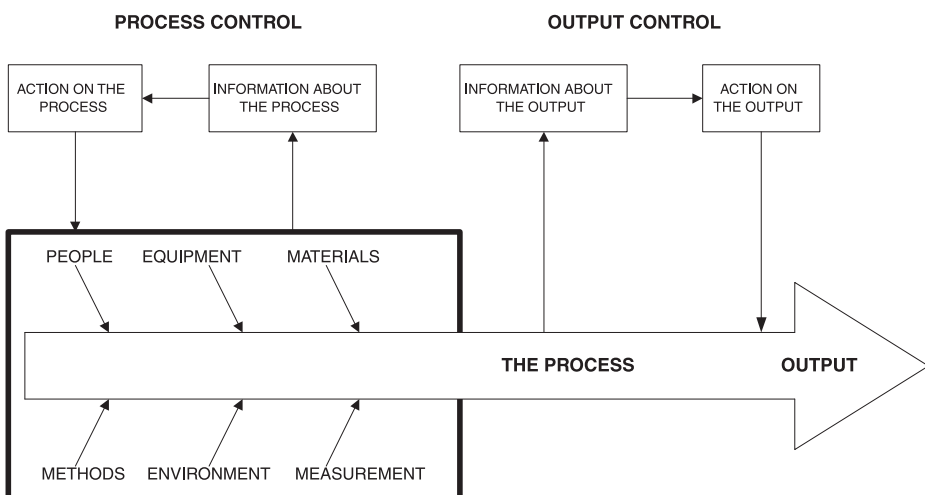 PROCESS CONTROL
OUTPUT CONTROL
ACTION ON THE
PROCESS
INFORMATION ABOUT
THE PROCESS
INFORMATION ABOUT
THE OUTPUT
ACTION ON
THE OUTPUT
PEOPLE
EQUIPMENT
MATERIALS
THE PROCESS
OUTPUT
METHODS
ENVIRONMENT
MEASUREMENT